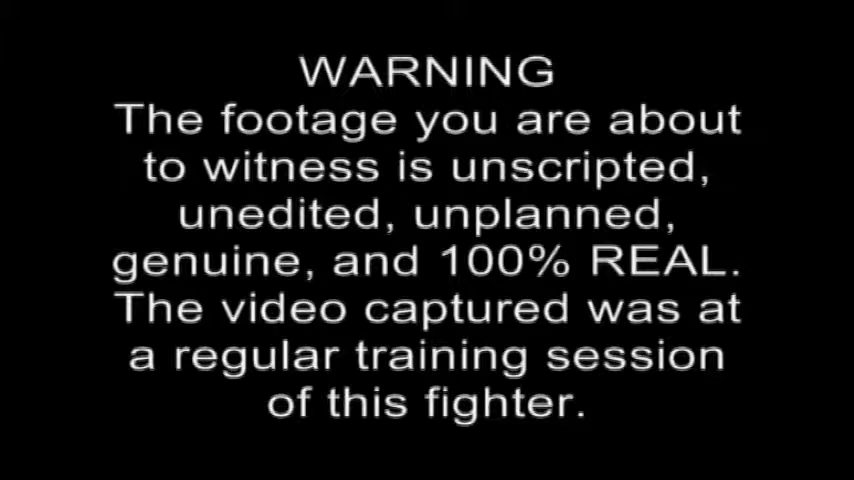 WARNING
The footage you are about
to witness is unscripted,
unedited, unplanned,
genuine, and 100% REAL.
The video captured was at
a regular training session
of this fighter.